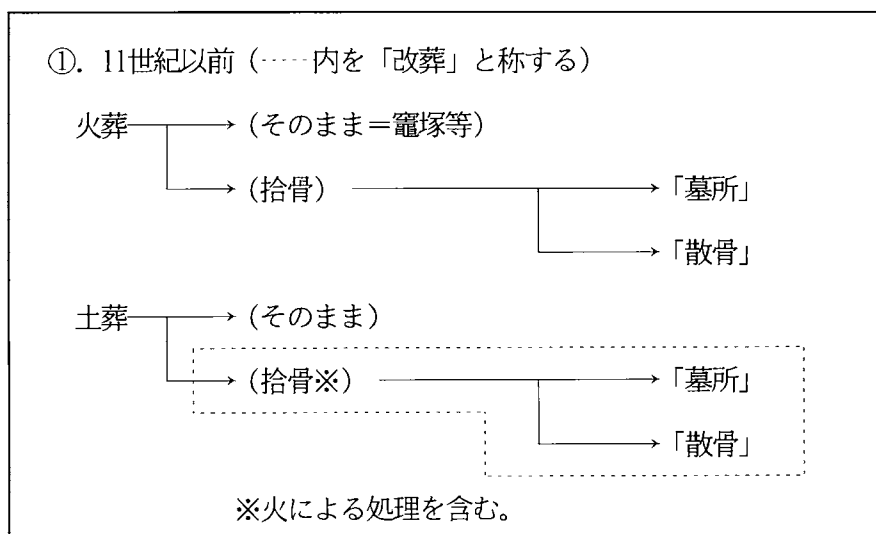 ①. 11世紀以前（‥‥‥内を「改葬」と称する）
火葬 （そのまま＝竈塚等）
（拾骨） 「墓所」
「散骨」
土葬 （そのまま）
（拾骨※） 「墓所」
「散骨」
※火による処理を含む。